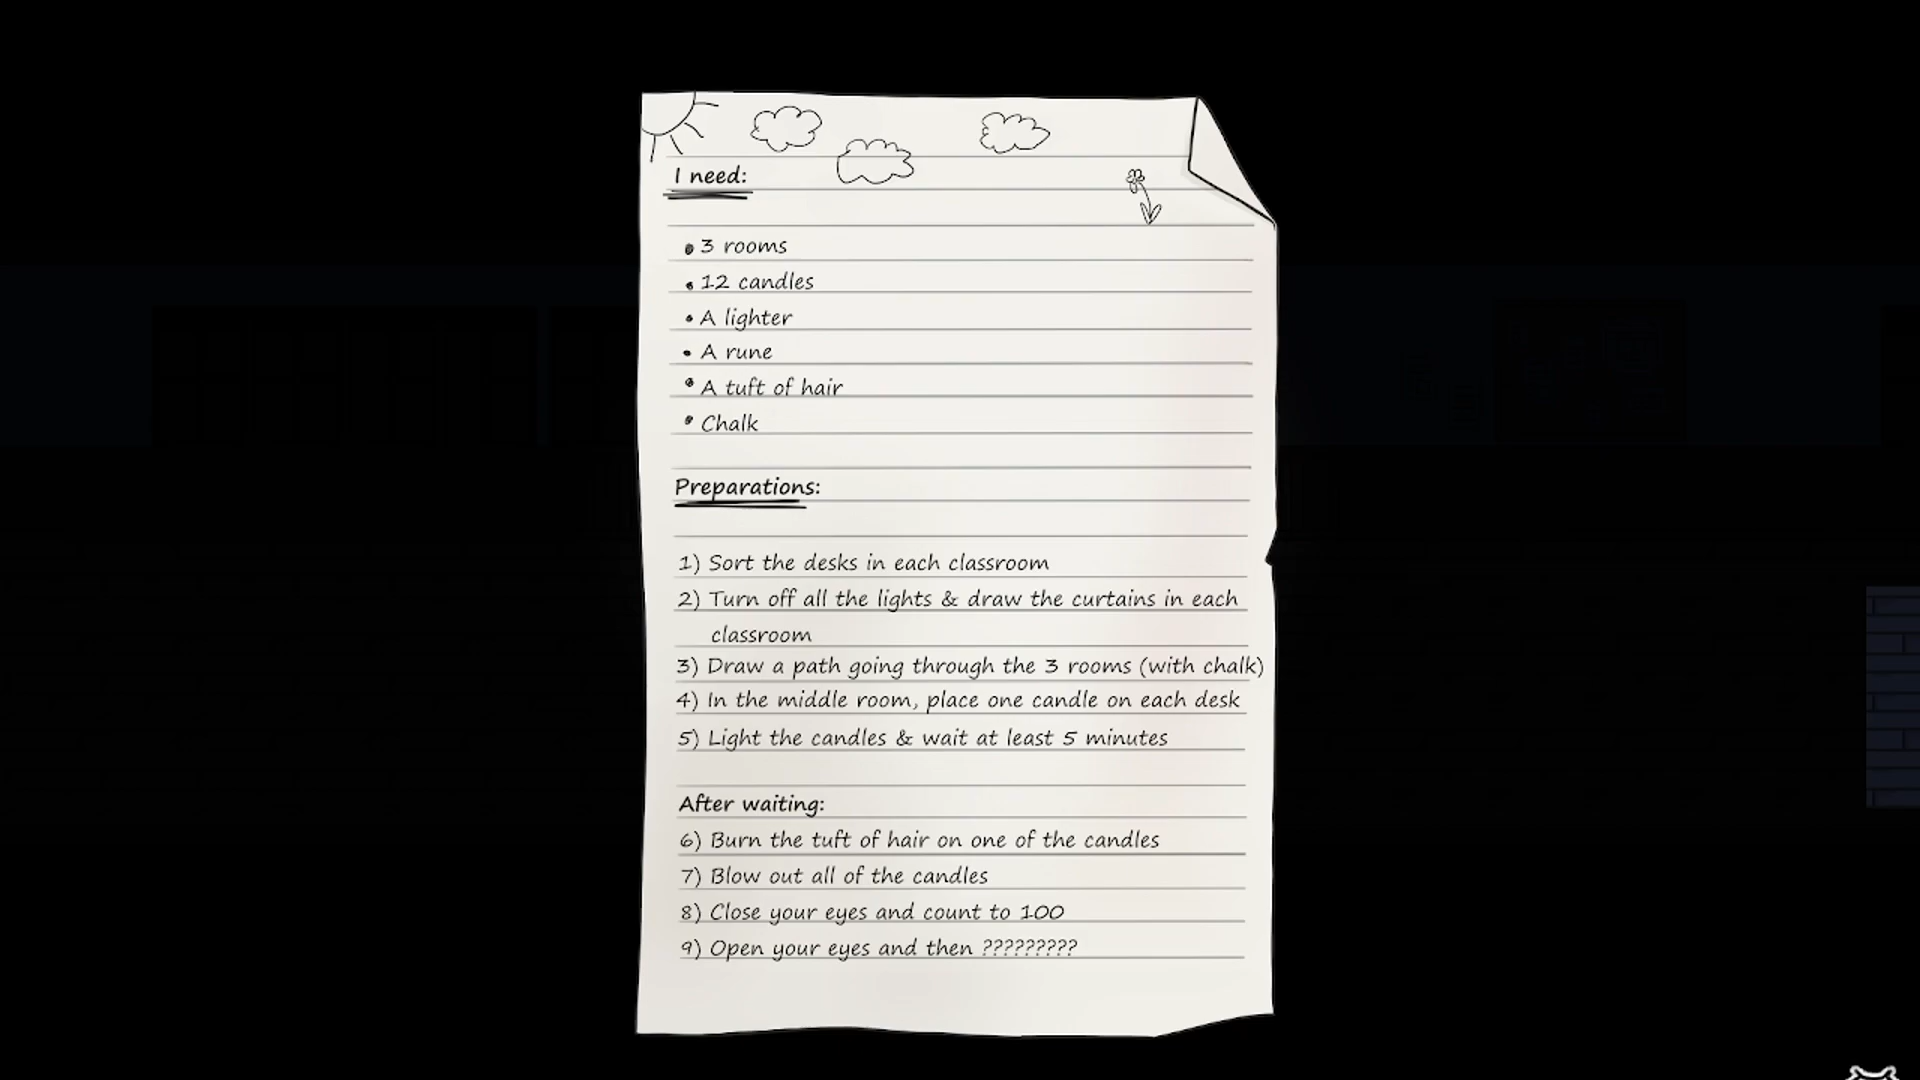 I need:
• 3 rooms
• 12 candles
• A lighter
• A rune
• A tuft of hair
• Chalk
Preparations:
1) Sort the desks in each classroom
2) Turn off all the lights & draw the curtains in each
classroom
3) Draw a path going through the 3 rooms (with chalk)
4) In the middle room, place one candle on each desk
5) Light the candles & wait at least 5 minutes
After waiting:
6) Burn the tuft of hair on one of the candles
7) Blow out all of the candles
8) Close your eyes and count to 100
9) Open your eyes and then ?????????